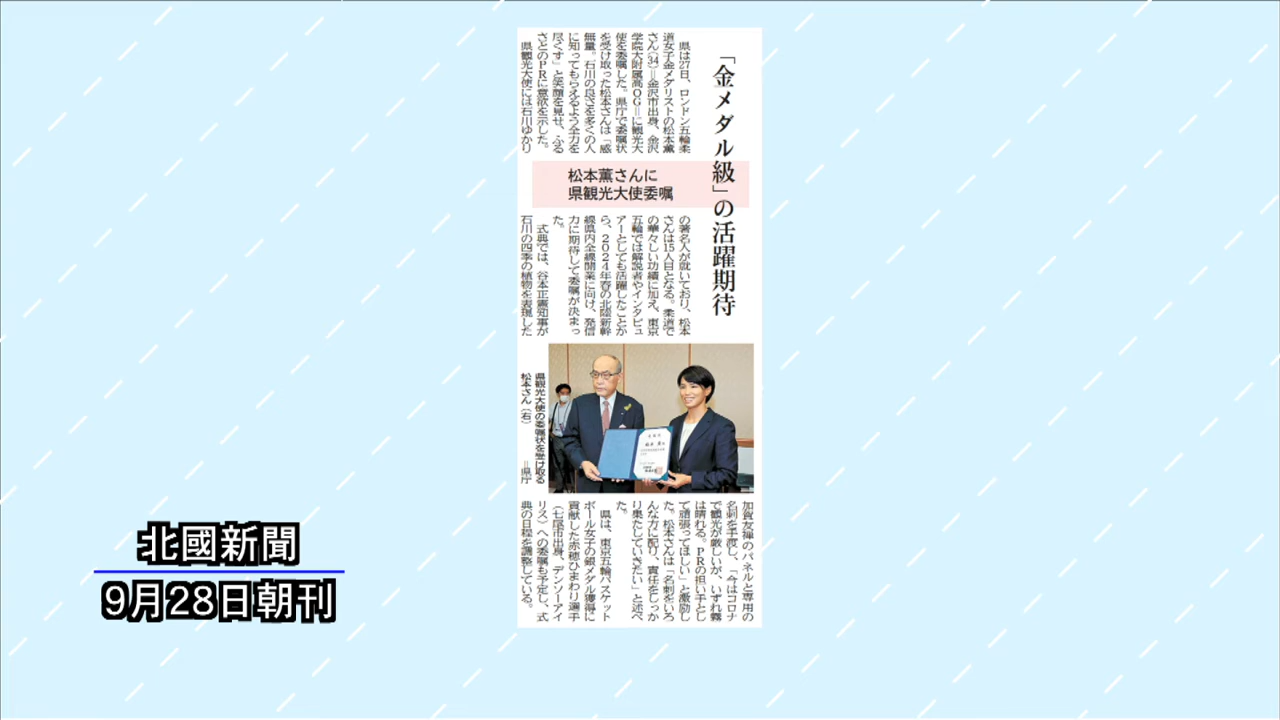 「金メダル級」の活躍期待
松本薫さんに
県観光大使委嘱
県は27日、ロンドン五輪柔
道女子金メダリストの松本薫
さん(34)＝金沢市出身、金沢
学院大附属高OG＝に観光大
使を委嘱した。県庁で委嘱状
を受け取った松本さんは「感
無量。石川の良さを多くの人
に知ってもらえるよう全力を
尽くす」と笑顔を見せ、ふる
さとのPRに意欲を示した。
県観光大使には石川ゆかり
の著名人が就いており、松本
さんは15人目となる。柔道で
の華々しい功績に加え、東京
五輪では解説者やインタビュ
アーとしても活躍したことか
ら、2024年春の北陸新幹
線県内全線開業に向け、発信
力に期待して委嘱が決まっ
た。
式典では、谷本正憲知事が
石川の四季の植物を表現した
加賀友禅のパネルと専用の
名刺を手渡し、「今はコロナ
で観光が厳しいが、いずれ霧
は晴れる。PRの担い手とし
て頑張ってほしい」と激励し
た。松本さんは「名刺をいろ
んな方に配り、責任をしっか
り果たしていきたい」と述べ
た。
県は、東京五輪バスケット
ボール女子の銀メダル獲得に
貢献した赤穂ひまわり選手
(七尾市出身、デンソーアイ
リス)への委嘱も予定し、式
典の日程を調整している。
県観光大使の委嘱状を受け取る
松本さん(右)＝県庁
北國新聞
9月28日朝刊